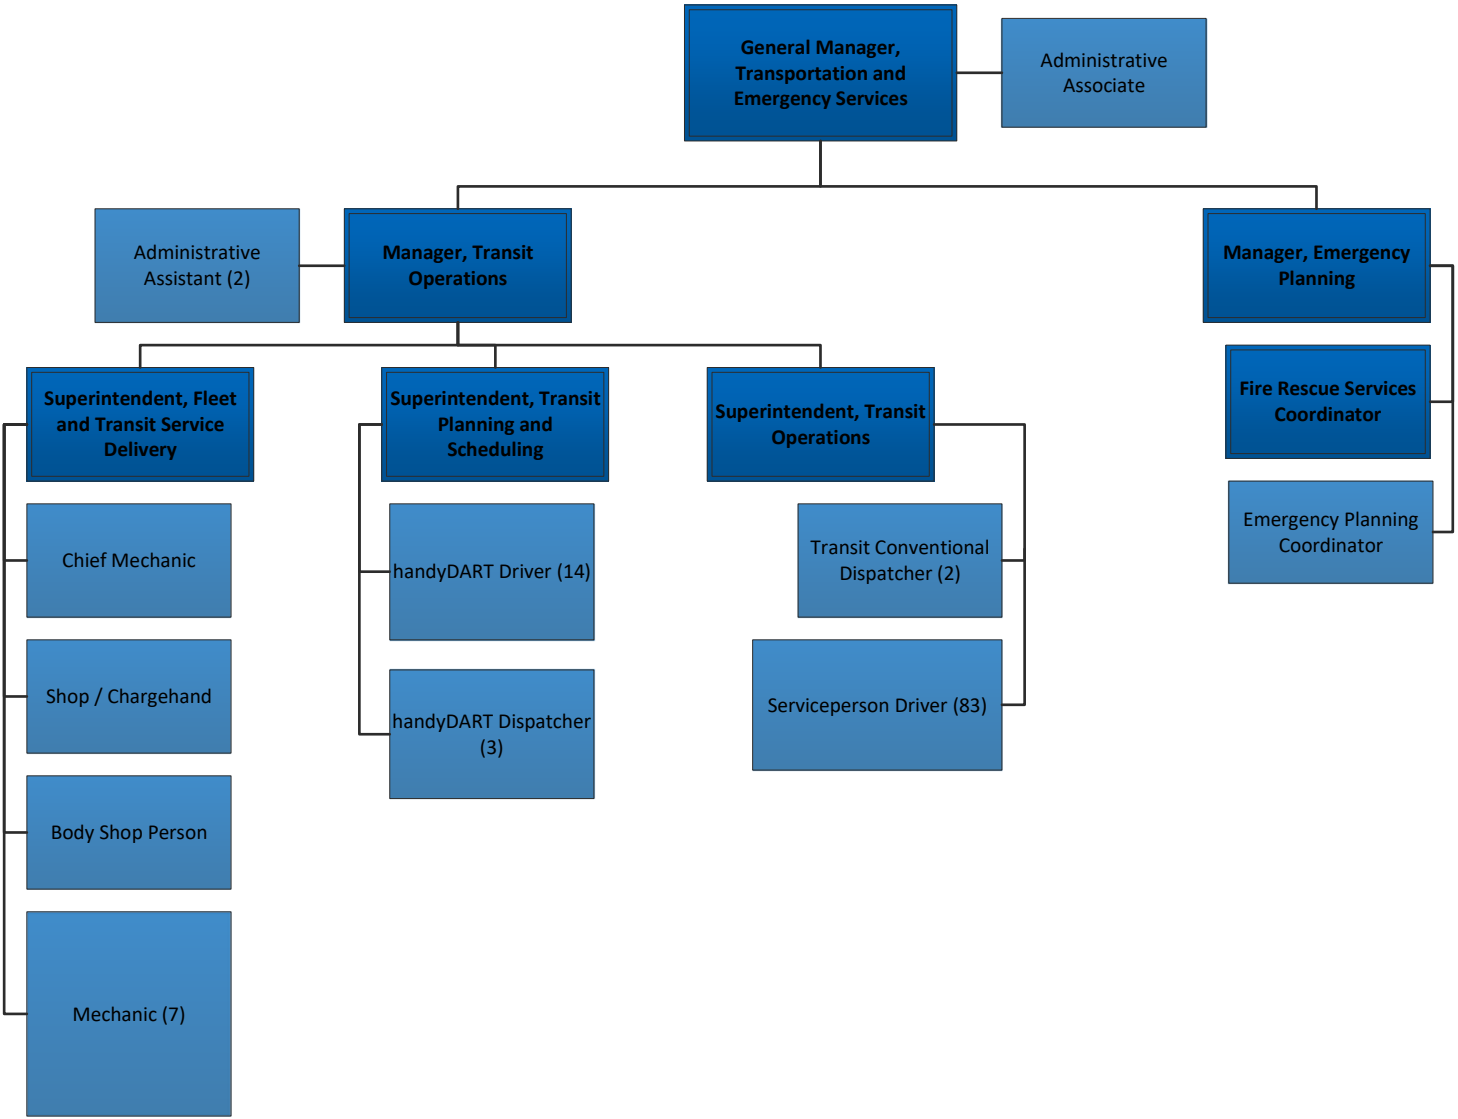 General Manager,
Transportation and
Emergency Services
Administrative
Associate
Administrative
Assistant (2)
Manager, Transit
Operations
Manager, Emergency
Planning
Superintendent, Fleet
and Transit Service
Delivery
Superintendent, Transit
Planning and
Scheduling
Superintendent, Transit
Operations
Fire Rescue Services
Coordinator
Emergency Planning
Coordinator
Chief Mechanic
handyDART Driver (14)
Transit Conventional
Dispatcher (2)
Shop / Chargehand
handyDART Dispatcher
(3)
Serviceperson Driver (83)
Body Shop Person
Mechanic (7)